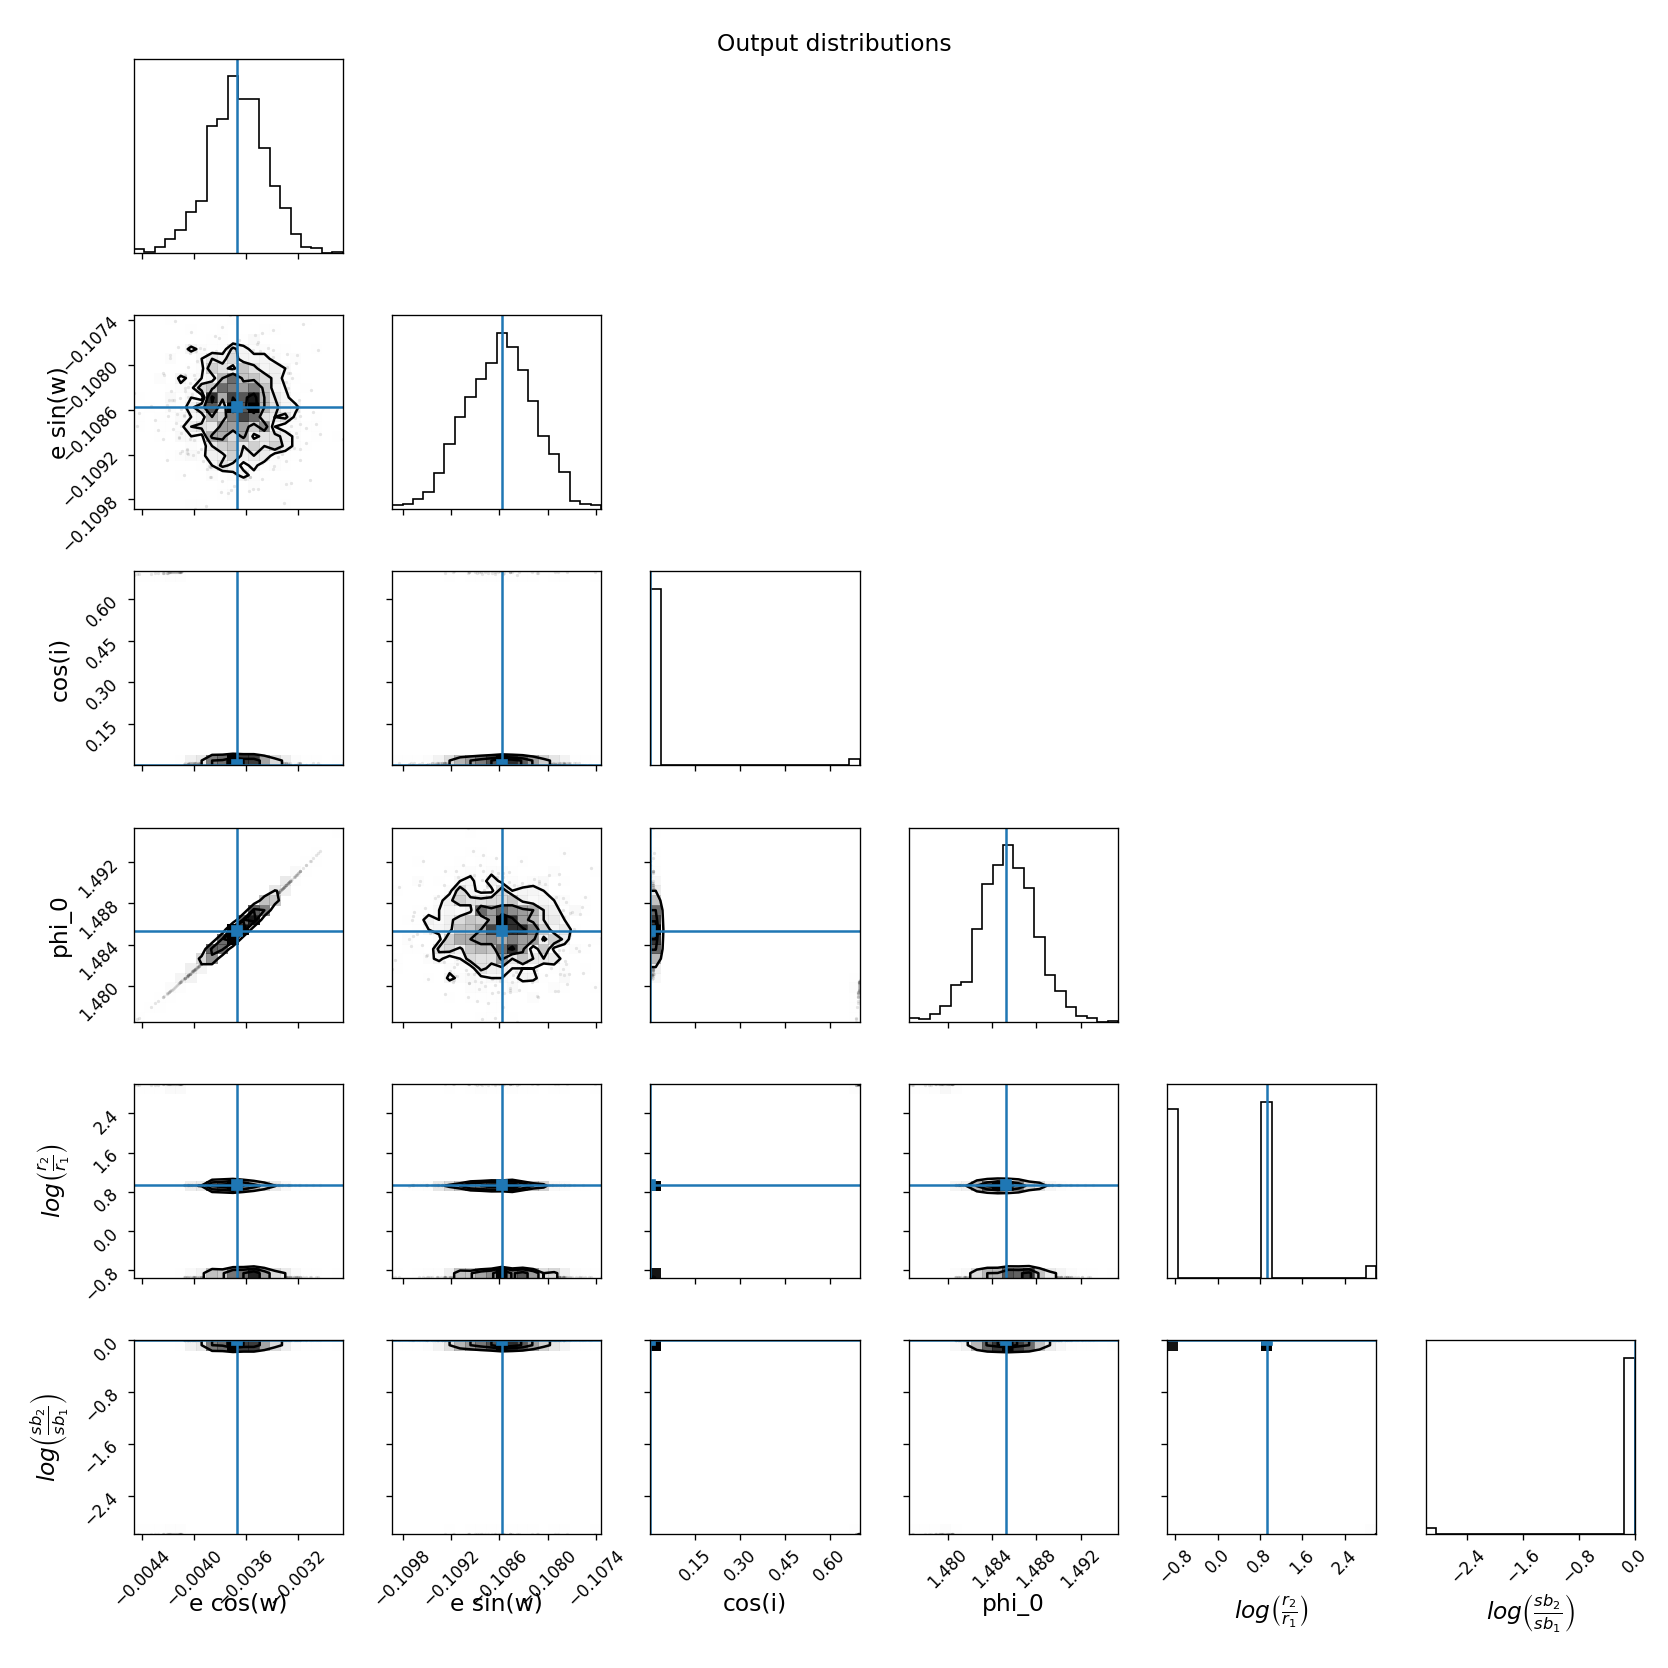 Output distributions
−0.1074
−0.1080
−0.1086
−0.1092
−0.1098
e sin(w)
0.60
0.45
0.30
0.15
cos(i)
1.492
1.488
1.484
1.480
phi_0
2.4
1.6
0.8
0.0
−0.8
log(r2/r1)
0.0
−0.8
−1.6
−2.4
log(sb2/sb1)
−0.0044 −0.0040 −0.0036 −0.0032
e cos(w)
−0.1098 −0.1092 −0.1086 −0.1080 −0.1074
e sin(w)
0.15 0.30 0.45 0.60
cos(i)
1.480 1.484 1.488 1.492
phi_0
−0.8 0.0 0.8 1.6 2.4
log(r2/r1)
−2.4 −1.6 −0.8 0.0
log(sb2/sb1)